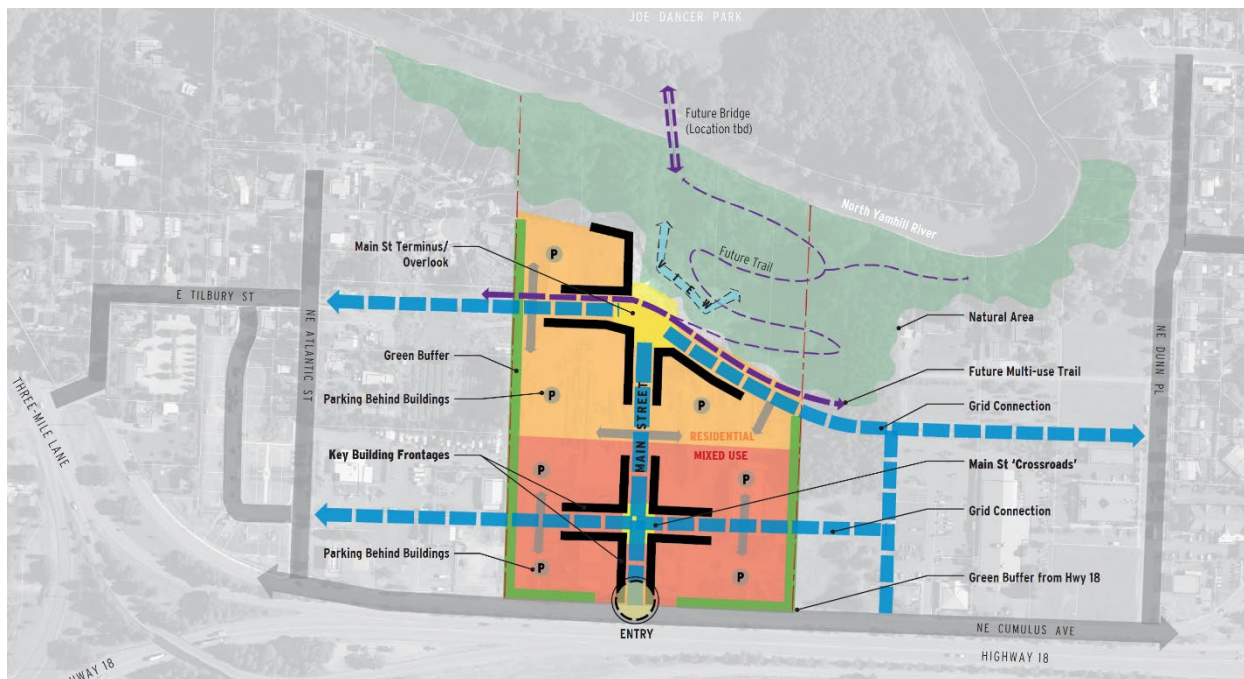 JOE DANCER PARK
Future Bridge
(Location tbd)
North Yamhill River
Main St Terminus/
Overlook
P
VIEW
Future Trail
E TILBURY ST
Natural Area
NE ATLANTIC ST
NE DUNN PL
Green Buffer
Future Multi-use Trail
THREE-MILE LANE
Parking Behind Buildings
P
P
Grid Connection
MAIN STREET
RESIDENTIAL
MIXED USE
Key Building Frontages
Main St 'Crossroads'
P
P
Grid Connection
Parking Behind Buildings
P
P
Green Buffer from Hwy 18
ENTRY
NE CUMULUS AVE
HIGHWAY 18
HIGHWAY 18